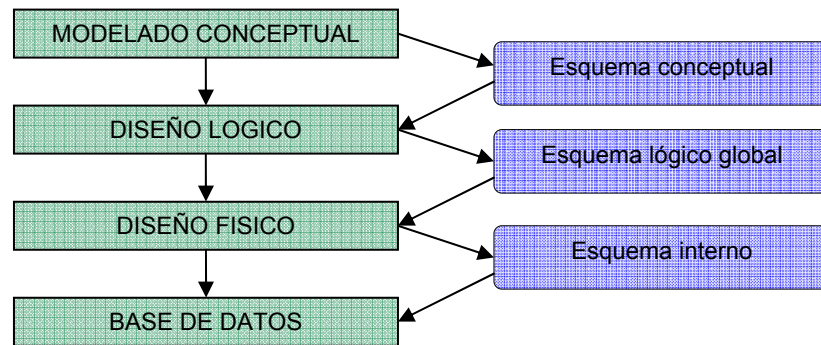 MODELADO CONCEPTUAL
Esquema conceptual
DISEÑO LOGICO
Esquema lógico global
DISEÑO FISICO
Esquema interno
BASE DE DATOS